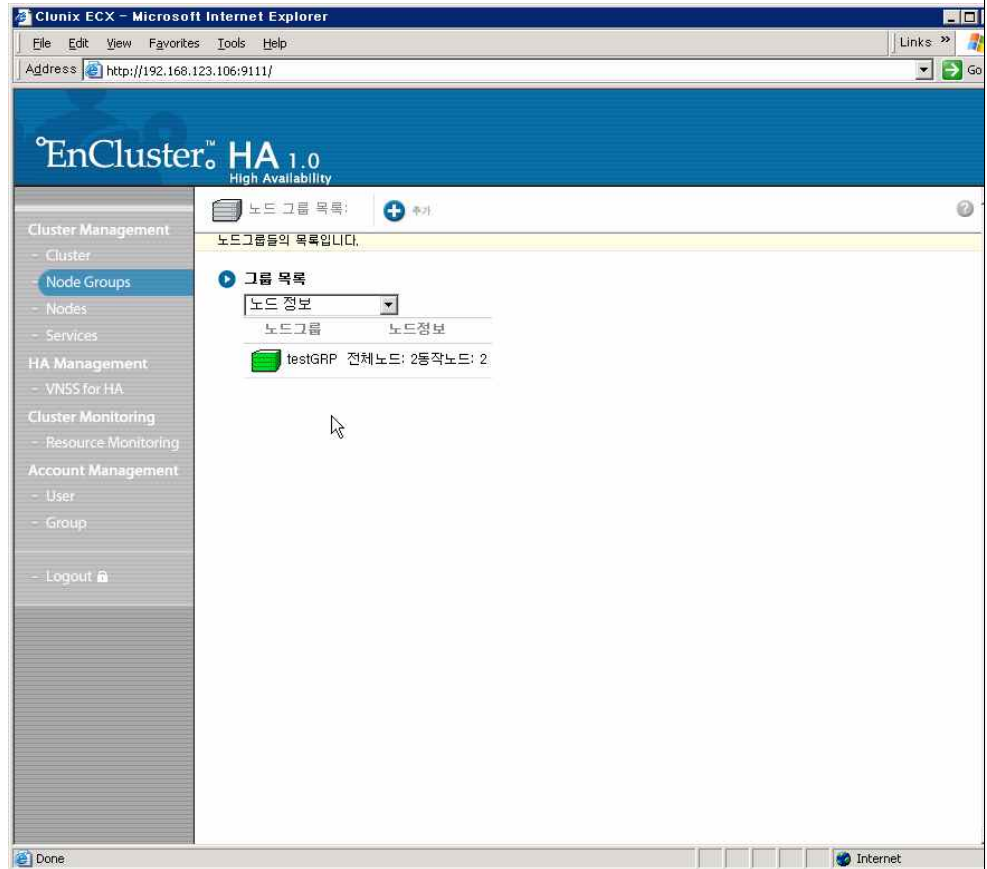 Clunix ECX - Microsoft Internet Explorer
File Edit View Favorites Tools Help
Links »
Address http://192.168.123.106:9111/
Go
EnCluster™ HA 1.0
High Availability
노드 그룹 목록: 추가
노드그룹들의 목록입니다.
Cluster Management
- Cluster
- Node Groups
- Nodes
- Services
HA Management
- VNSS for HA
Cluster Monitoring
- Resource Monitoring
Account Management
- User
- Group
- Logout
그룹 목록
노드 정보
노드그룹 노드정보
testGRP 전체노드: 2동작노드: 2
Done
Internet